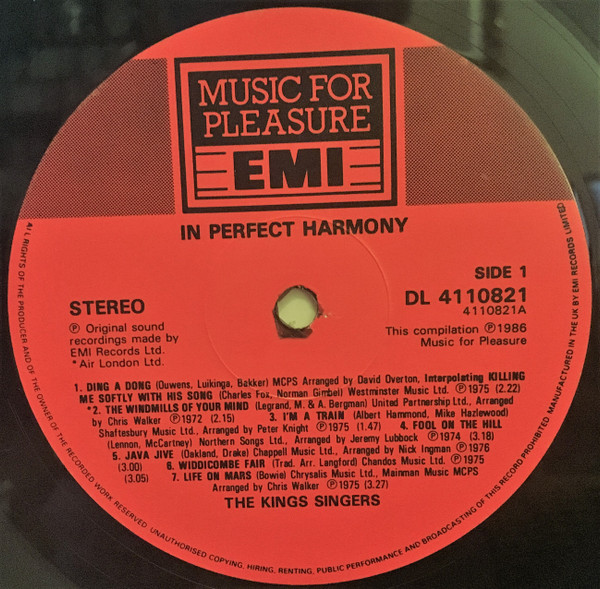 MUSIC FOR
PLEASURE
EMI
IN PERFECT HARMONY
SIDE 1
STEREO
DL 4110821
4110821A
Ⓟ Original sound
recordings made by
EMI Records Ltd.
*Air London Ltd.
This compilation Ⓟ1986
Music for Pleasure
1. DING A DONG (Ouwens, Luikinga, Bakker) MCPS Arranged by David Overton, Interpolating KILLING
ME SOFTLY WITH HIS SONG (Charles Fox, Norman Gimbel) Westminster Music Ltd. Ⓟ1975 (2.22)
*2. THE WINDMILLS OF YOUR MIND (Legrand, M. & A. Bergman) United Partnership Ltd., Arranged
by Chris Walker Ⓟ1972 (2.15) 3. I'M A TRAIN (Albert Hammond, Mike Hazlewood)
Shaftesbury Music Ltd., Arranged by Peter Knight Ⓟ1975 (1.47) 4. FOOL ON THE HILL
(Lennon, McCartney) Northern Songs Ltd., Arranged by Jeremy Lubbock Ⓟ1974 (3.18)
5. JAVA JIVE (Oakland, Drake) Chappell Music Ltd., Arranged by Nick Ingman Ⓟ1976
(3.00) 6. WIDDICOMBE FAIR (Trad. Arr. Langford) Chandos Music Ltd. Ⓟ1975
(3.05) 7. LIFE ON MARS (Bowie) Chrysalis Music Ltd., Mainman Music MCPS
Arranged by Chris Walker Ⓟ1975 (3.27)
THE KINGS SINGERS
ALL RIGHTS OF THE PRODUCER AND OF THE OWNER OF THE RECORDED WORK RESERVED. UNAUTHORISED COPYING, HIRING, RENTING, PUBLIC PERFORMANCE AND BROADCASTING OF THIS RECORD PROHIBITED. MANUFACTURED IN THE UK BY EMI RECORDS LIMITED.